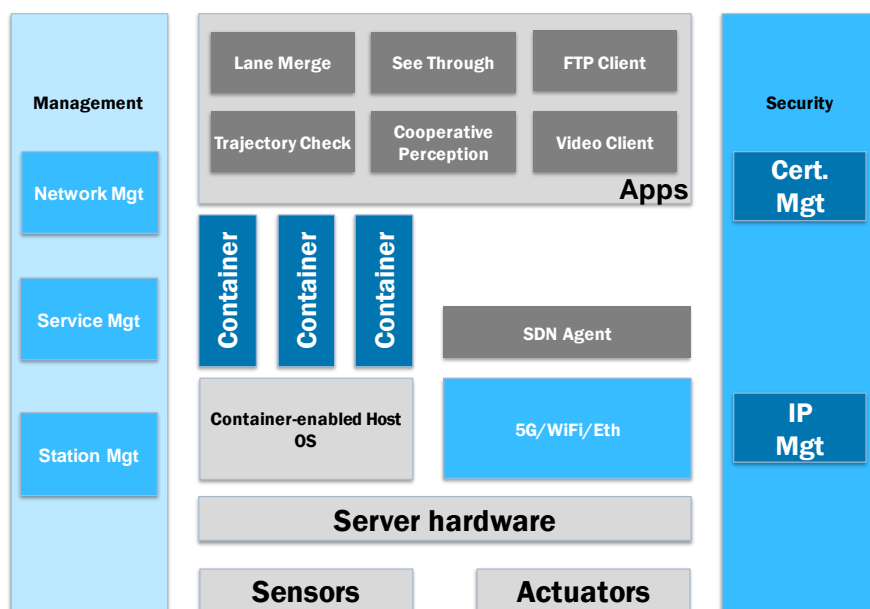 Management
Network Mgt
Service Mgt
Station Mgt
Lane Merge
See Through
FTP Client
Trajectory Check
Cooperative
Perception
Video Client
Apps
Container
Container
Container
SDN Agent
Container-enabled Host
OS
5G/WiFi/Eth
Server hardware
Sensors
Actuators
Security
Cert.
Mgt
IP
Mgt